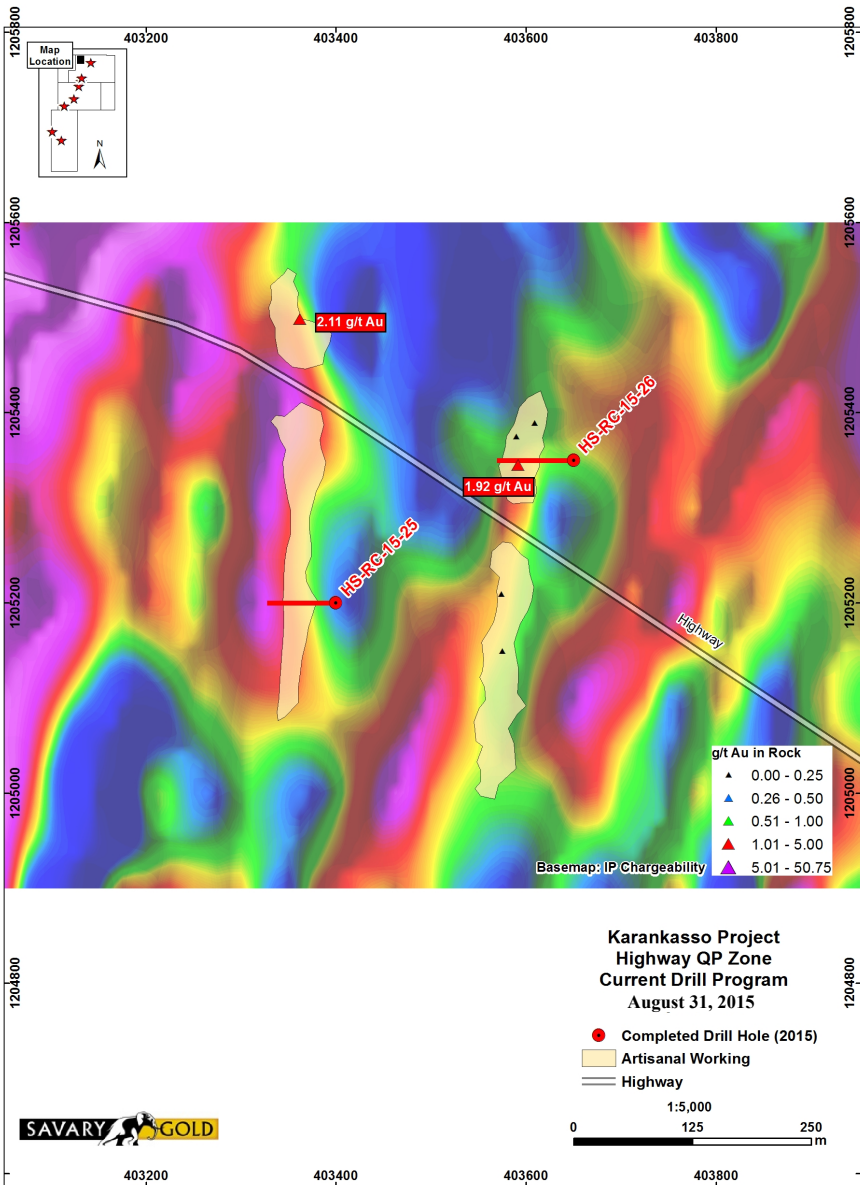 403200
403400
403600
403800
1205800
1205800
Map
Location
N
1205600
1205600
2.11 g/t Au
1205400
1205400
HS-RC-15-26
1.92 g/t Au
HS-RC-15-25
1205200
1205200
Highway
g/t Au in Rock
0.00 - 0.25
0.26 - 0.50
0.51 - 1.00
1.01 - 5.00
5.01 - 50.75
1205000
1205000
Basemap: IP Chargeability
Karankasso Project
Highway QP Zone
Current Drill Program
August 31, 2015
1204800
1204800
Completed Drill Hole (2015)
Artisanal Working
Highway
1:5,000
0 125 250
m
SAVARY GOLD
403200
403400
403600
403800